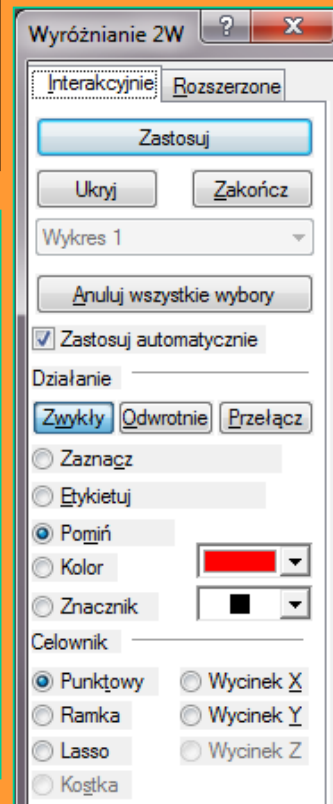 Wyróżnianie 2W
Interakcyjnie Rozszerzone
Zastosuj
Ukryj Zakończ
Wykres 1
Anuluj wszystkie wybory
Zastosuj automatycznie
Działanie
Zwykły Odwrotnie Przełącz
Zaznacz
Etykietuj
Pomiń
Kolor
Znacznik
Celownik
Punktowy Wycinek X
Ramka Wycinek Y
Lasso Wycinek Z
Kostka